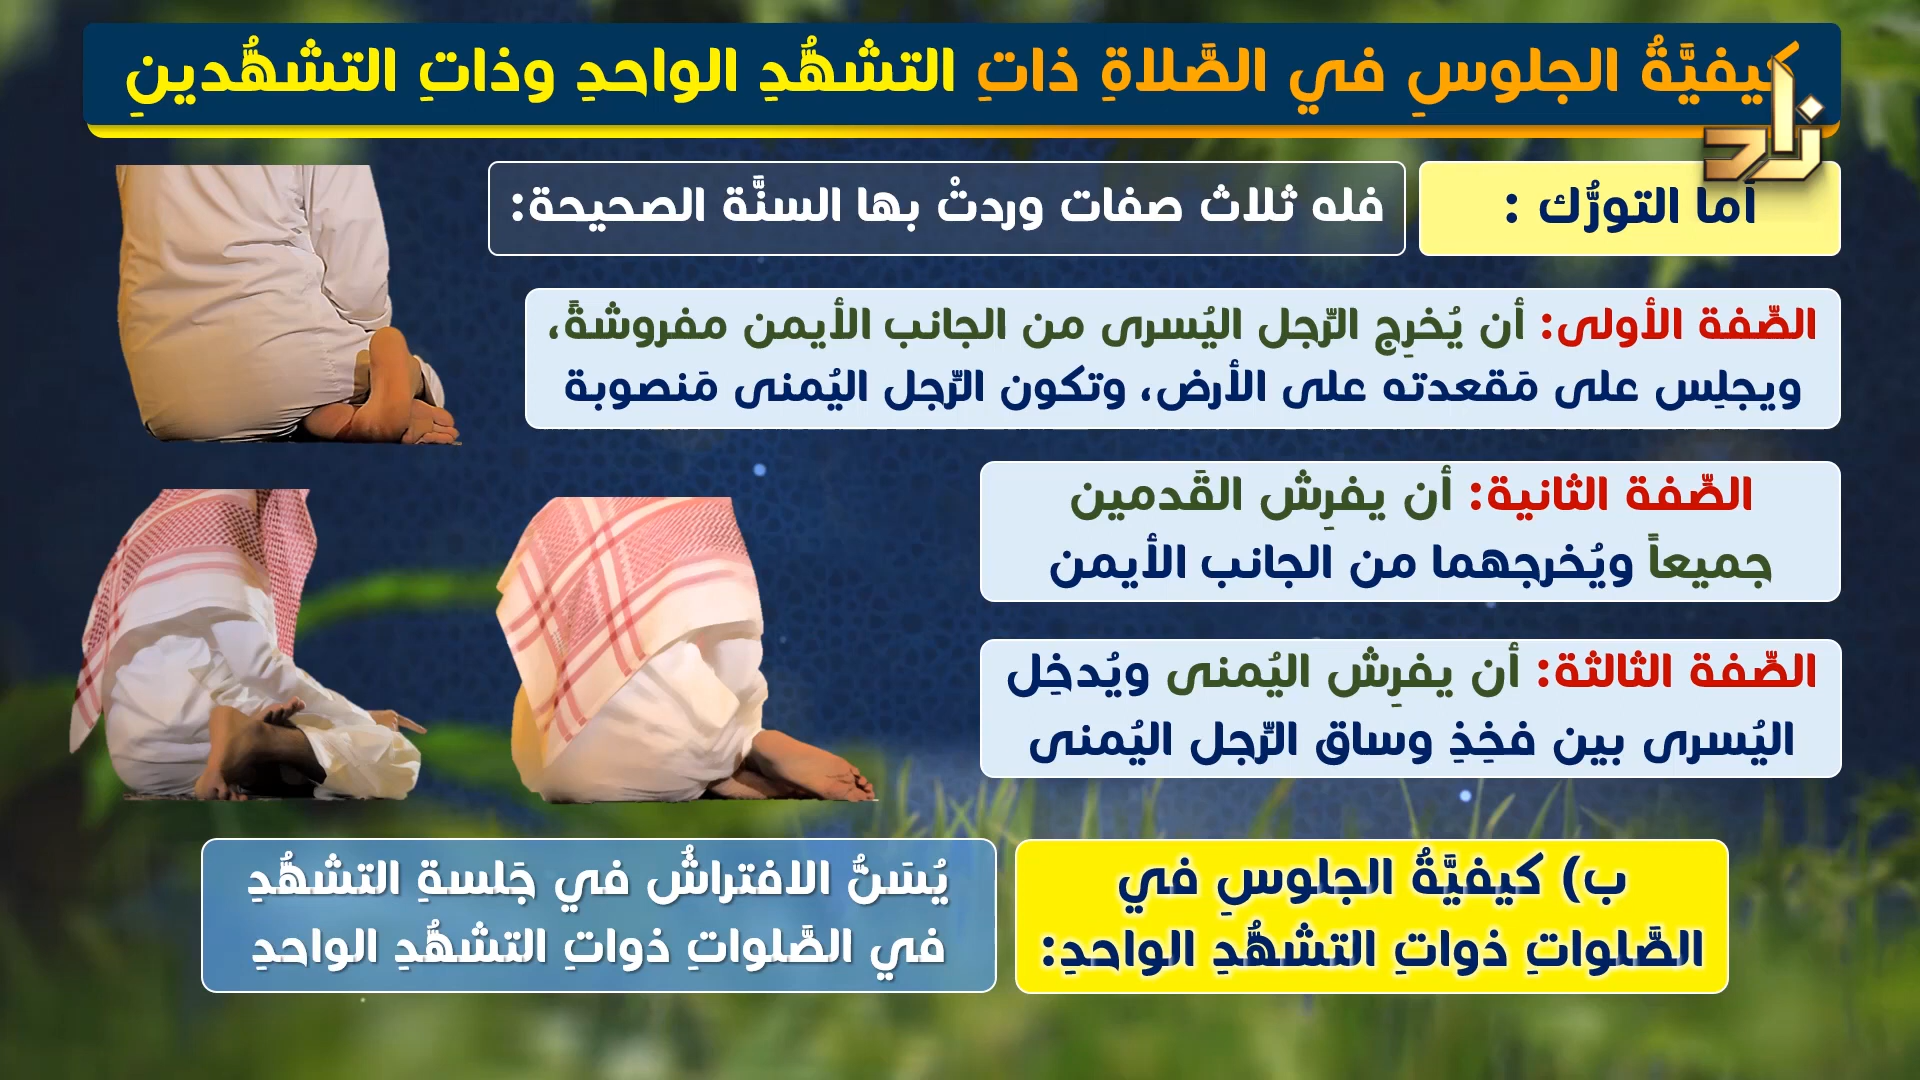 كيفيَّةُ الجلوسِ في الصَّلاةِ ذاتِ التشهُّدِ الواحدِ وذاتِ التشهُّدينِ
زاد
أما التورُّك :
فله ثلاث صفات وردتْ بها السنَّة الصحيحة:
الصِّفة الأولى: أن يُخرِج الرِّجل اليُسرى من الجانب الأيمن مفروشةً،
ويجلِس على مَقعدته على الأرض، وتكون الرِّجل اليُمنى مَنصوبة
الصِّفة الثانية: أن يفرِش القَدمين
جميعاً ويُخرجهما من الجانب الأيمن
الصِّفة الثالثة: أن يفرِش اليُمنى ويُدخِل
اليُسرى بين فخِذِ وساق الرِّجل اليُمنى
ب) كيفيَّةُ الجلوسِ في
الصَّلواتِ ذواتِ التشهُّدِ الواحدِ:
يُسَنُّ الافتراشُ في جَلسةِ التشهُّدِ
في الصَّلواتِ ذواتِ التشهُّدِ الواحدِ